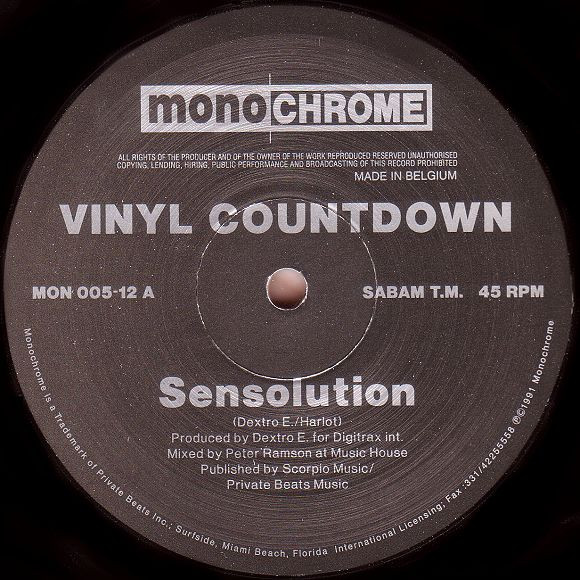 monoCHROME
ALL RIGHTS OF THE PRODUCER AND OF THE OWNER OF THE WORK REPRODUCED RESERVED UNAUTHORISED
COPYING, LENDING, HIRING, PUBLIC PERFORMANCE AND BROADCASTING OF THIS RECORD PROHIBITED
MADE IN BELGIUM
VINYL COUNTDOWN
MON 005-12 A
SABAM T.M. 45 RPM
Sensolution
(Dextro E./Harlot)
Produced by Dextro E. for Digitrax int.
Mixed by Peter Ramson at Music House
Published by Scorpio Music/
Private Beats Music
Monochrome is a Trademark of Private Beats Inc.; Surfside, Miami Beach, Florida International Licensing; Fax .331/42355558 ℗©1991 Monochrome